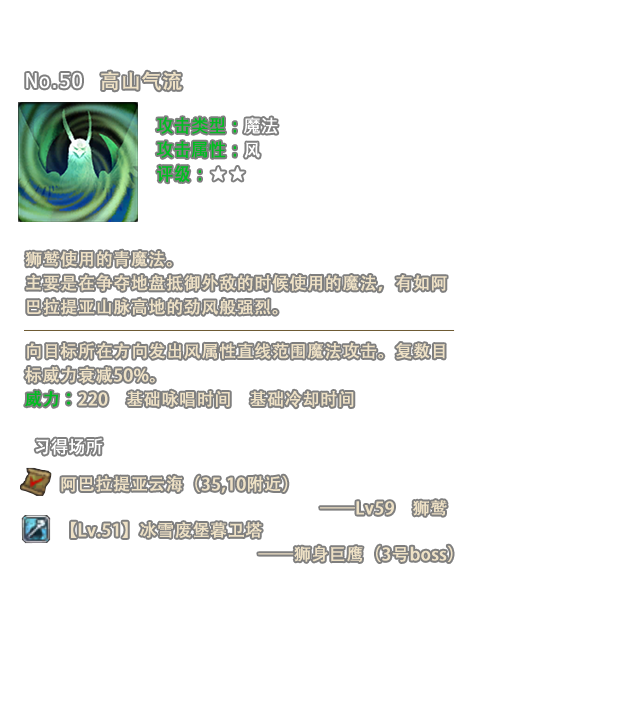 No.50 高山气流
攻击类型：魔法
攻击属性：风
评级：★★
狮鹫使用的青魔法。
主要是在争夺地盘抵御外敌的时候使用的魔法，有如阿
巴拉提亚山脉高地的劲风般强烈。
向目标所在方向发出风属性直线范围魔法攻击。复数目
标威力衰减50%。
威力：220 基础咏唱时间 基础冷却时间
习得场所
阿巴拉提亚云海（35,10附近）
——Lv59 狮鹫
【Lv.51】冰雪废堡暮卫塔
——狮身巨鹰（3号boss）